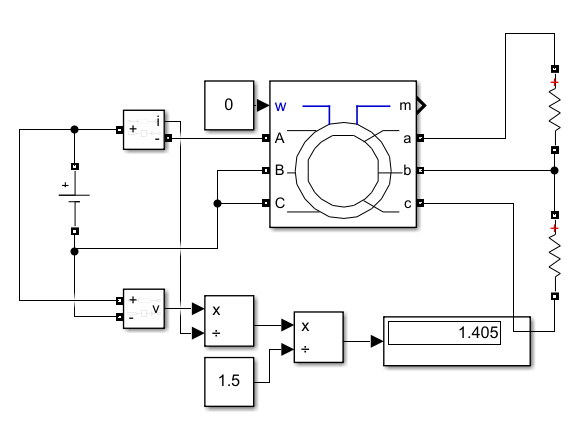 0
w
m
i
+
-
A
a
B
b
+
C
c
+
-
v
x
÷
x
÷
1.405
1.5
+
+